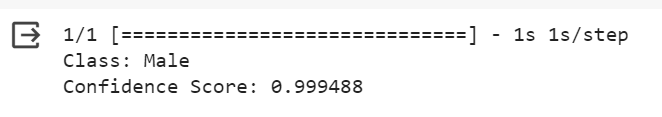 1/1 [==============================] - 1s 1s/step
Class: Male
Confidence Score: 0.999488